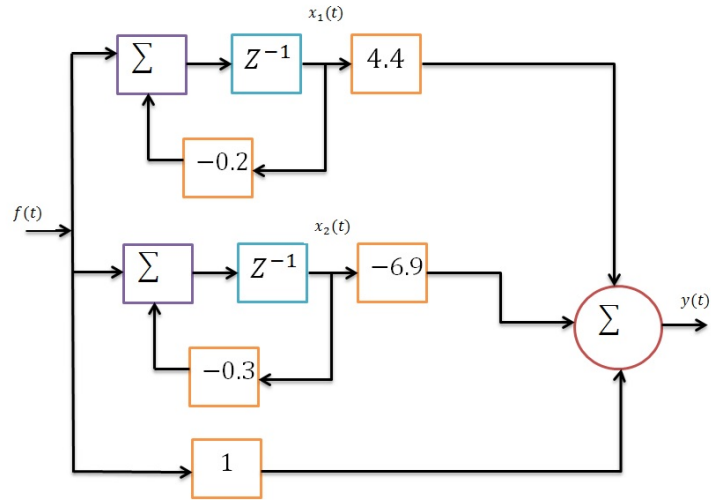 x₁(t)
∑
Z⁻¹
4.4
−0.2
f(t)
x₂(t)
∑
Z⁻¹
−6.9
∑
y(t)
−0.3
1